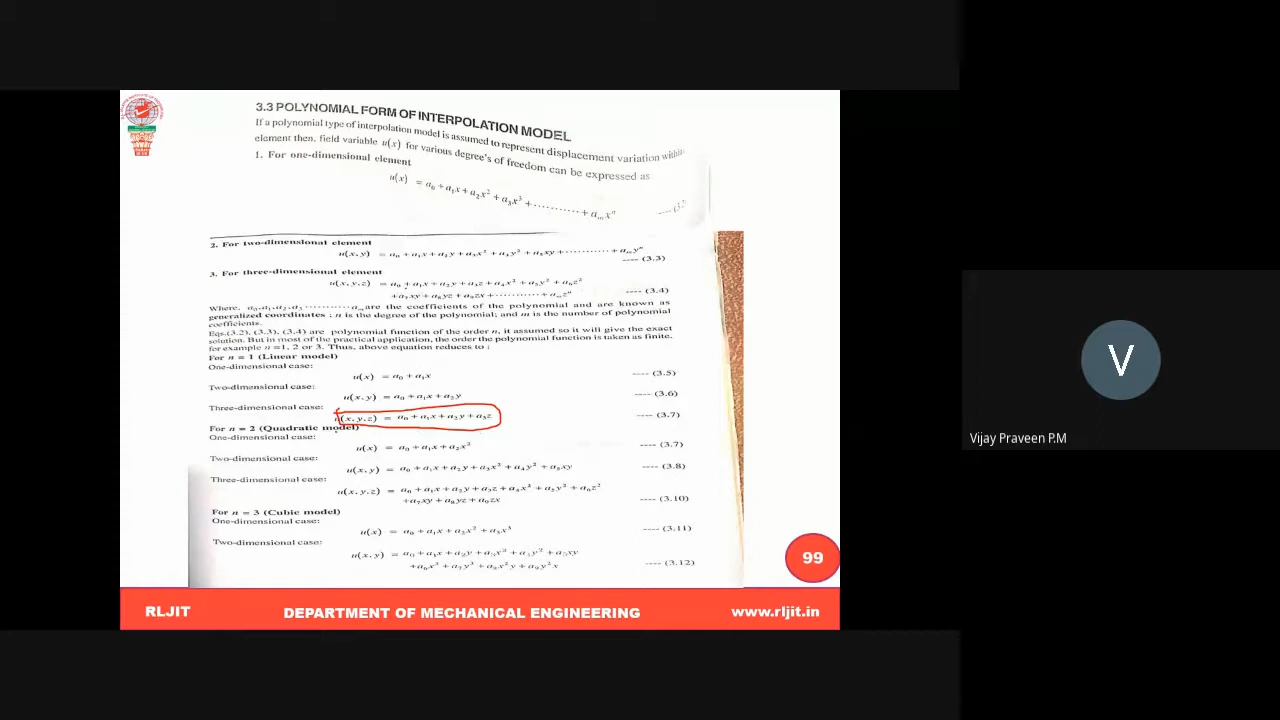 3.3 POLYNOMIAL FORM OF INTERPOLATION MODEL
If a polynomial type of interpolation model is assumed to represent displacement variation within
element then, field variable u(x) for various degree's of freedom can be expressed as
1. For one-dimensional element
u(x) = a₀ + a₁x + a₂x² + a₃x³ + ............ + aₘxⁿ ---- (3.
2. For two-dimensional element
u(x, y) = a₀ + a₁x + a₂y + a₃x² + a₄y² + a₅xy + ............ + aₘyⁿ
---- (3.3)
3. For three-dimensional element
u(x, y, z) = a₀ + a₁x + a₂y + a₃z + a₄x² + a₅y² + a₆z²
+a₇xy + a₈yz + a₉zx + ............ + aₘzⁿ ---- (3.4)
Where, a₀,a₁,a₂,a₃ ............ aₘ are the coefficients of the polynomial and are known as
generalized coordinates ; n is the degree of the polynomial; and m is the number of polynomial
coefficients.
Eqs.(3.2), (3.3), (3.4) are polynomial function of the order n, it assumed so it will give the exact
solution. But in most of the practical application, the order the polynomial function is taken as finite.
for example n =1, 2 or 3. Thus, above equation reduces to ;
For n = 1 (Linear model)
One-dimensional case:
u(x) = a₀ + a₁x ---- (3.5)
Two-dimensional case:
u(x, y) = a₀ + a₁x + a₂y ---- (3.6)
Three-dimensional case:
u(x, y, z) = a₀ + a₁x + a₂y + a₃z ---- (3.7)
For n = 2 (Quadratic model)
One-dimensional case:
u(x) = a₀ + a₁x + a₂x² ---- (3.7)
Two-dimensional case:
u(x, y) = a₀ + a₁x + a₂y + a₃x² + a₄y² + a₅xy ---- (3.8)
Three-dimensional case:
u(x, y, z) = a₀ + a₁x + a₂y + a₃z + a₄x² + a₅y² + a₆z²
+a₇xy + a₈yz + a₉zx ---- (3.10)
For n = 3 (Cubic model)
One-dimensional case:
u(x) = a₀ + a₁x + a₂x² + a₃x³ ---- (3.11)
Two-dimensional case:
u(x, y) = a₀ + a₁x + a₂y + a₃x² + a₄y² + a₅xy
+a₆x³ + a₇y³ + a₈x²y + a₉y²x ---- (3.12)
99
RLJIT DEPARTMENT OF MECHANICAL ENGINEERING www.rljit.in
V
Vijay Praveen P.M